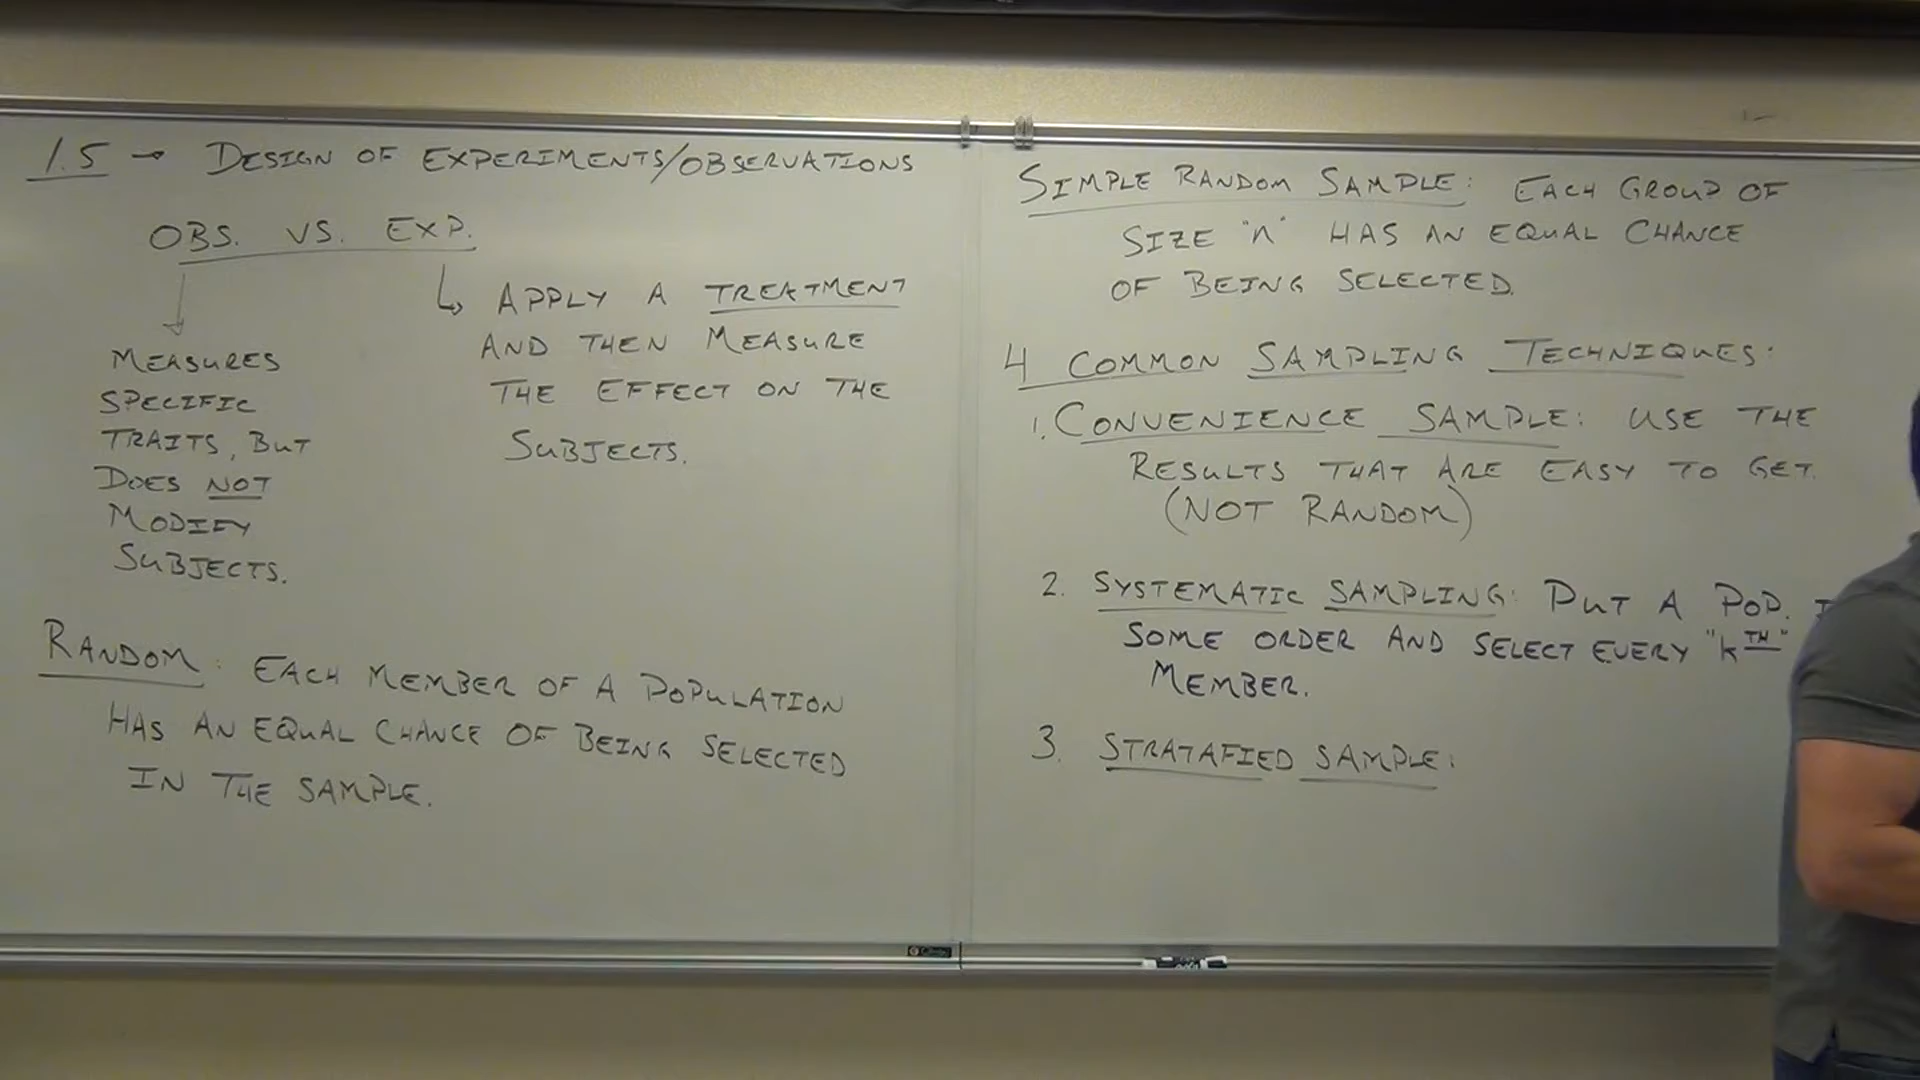 1.5 → DESIGN OF EXPERIMENTS/OBSERVATIONS
OBS. VS. EXP.
APPLY A TREATMENT
AND THEN MEASURE
THE EFFECT ON THE
SUBJECTS.
MEASURES
SPECIFIC
TRAITS, BUT
DOES NOT
MODIFY
SUBJECTS.
RANDOM: EACH MEMBER OF A POPULATION
HAS AN EQUAL CHANCE OF BEING SELECTED
IN THE SAMPLE.
SIMPLE RANDOM SAMPLE: EACH GROUP OF
SIZE "n" HAS AN EQUAL CHANCE
OF BEING SELECTED.
4 COMMON SAMPLING TECHNIQUES:
1. CONVENIENCE SAMPLE: USE THE
RESULTS THAT ARE EASY TO GET.
(NOT RANDOM)
2. SYSTEMATIC SAMPLING: PUT A POP.
SOME ORDER AND SELECT EVERY "kTH"
MEMBER.
3. STRATAFIED SAMPLE: